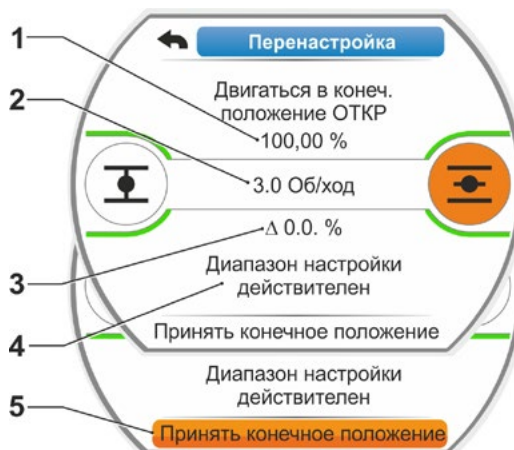 Перенастройка
1
Двигаться в конеч.
положение ОТКР
2
100,00 %
3.0 Об/ход
Δ 0.0. %
3
Диапазон настройки
действителен
4
Принять конечное положение
Диапазон настройки
действителен
5
Принять конечное положение